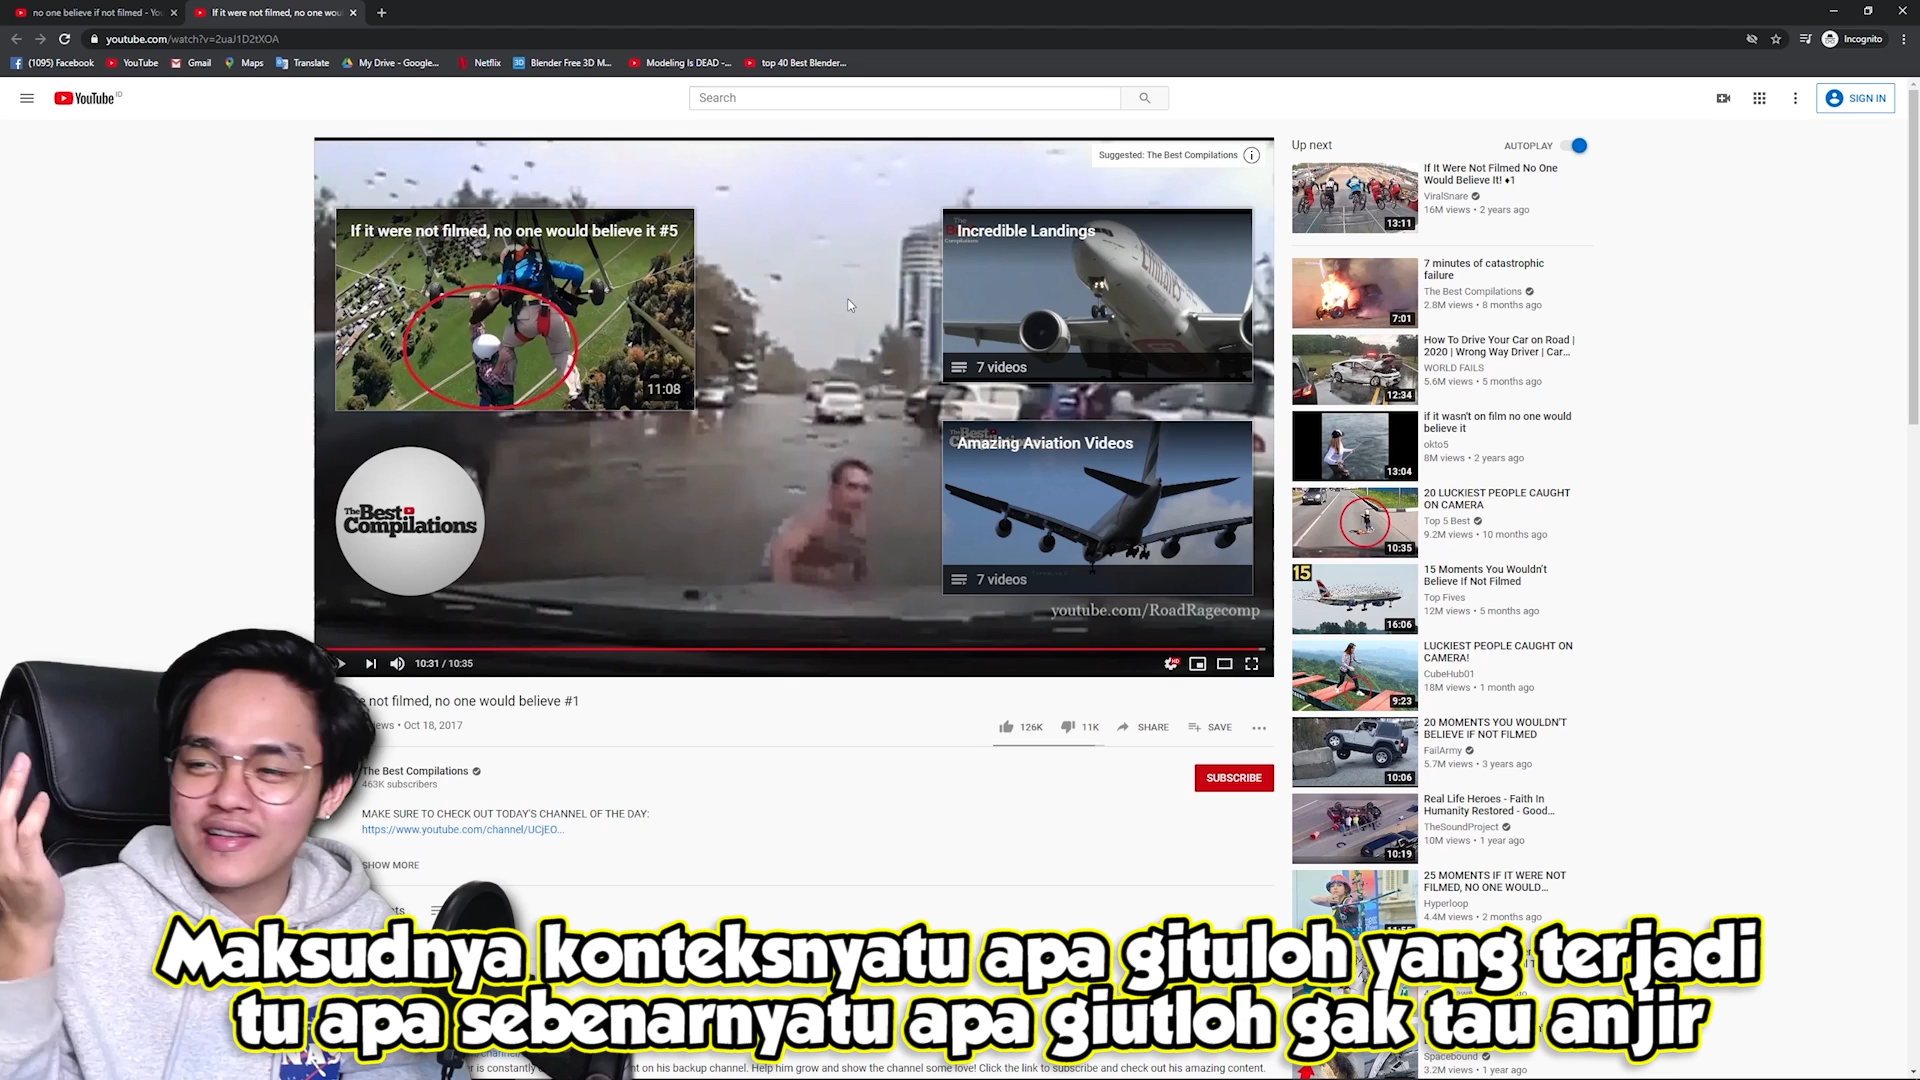 no one believe if not filmed - Yo
If it were not filmed, no one wou
youtube.com/watch?v=2uaJ1D2tXOA
Incognito
(1095) Facebook
YouTube
Gmail
Maps
Translate
My Drive - Google...
Netflix
Blender Free 3D M...
Modeling Is DEAD -...
top 40 Best Blender...
YouTube ID
Search
SIGN IN
Suggested: The Best Compilations
If it were not filmed, no one would believe it #5
11:08
Incredible Landings
7 videos
The Best Compilations
Amazing Aviation Videos
7 videos
youtube.com/RoadRagecomp
10:31 / 10:35
HD
not filmed, no one would believe #1
views • Oct 18, 2017
126K
11K
SHARE
SAVE
The Best Compilations
463K subscribers
SUBSCRIBE
MAKE SURE TO CHECK OUT TODAY'S CHANNEL OF THE DAY:
https://www.youtube.com/channel/UCjEO...
SHOW MORE
Up next
AUTOPLAY
If It Were Not Filmed No One
Would Believe It! ♦1
ViralSnare
16M views • 2 years ago
13:11
7 minutes of catastrophic
failure
The Best Compilations
2.8M views • 8 months ago
7:01
How To Drive Your Car on Road |
2020 | Wrong Way Driver | Car...
WORLD FAILS
5.6M views • 5 months ago
12:34
if it wasn't on film no one would
believe it
okto5
8M views • 2 years ago
13:04
20 LUCKIEST PEOPLE CAUGHT
ON CAMERA
Top 5 Best
9.2M views • 10 months ago
10:35
15
15 Moments You Wouldn't
Believe If Not Filmed
Top Fives
12M views • 5 months ago
16:06
LUCKIEST PEOPLE CAUGHT ON
CAMERA!
CubeHub01
18M views • 1 month ago
9:23
20 MOMENTS YOU WOULDN'T
BELIEVE IF NOT FILMED
FailArmy
5.7M views • 3 years ago
10:06
Real Life Heroes - Faith In
Humanity Restored - Good...
TheSoundProject
10M views • 1 year ago
10:19
25 MOMENTS IF IT WERE NOT
FILMED, NO ONE WOULD...
Hyperloop
4.4M views • 2 months ago
Maksudnya konteksnyatu apa gituloh yang terjadi
tu apa sebenarnyatu apa giutloh gak tau anjir
Spacebound
3.2M views • 1 year ago
is constantly
on his backup channel. Help him grow and show the channel some love! Click the link to subscribe and check out his amazing content.